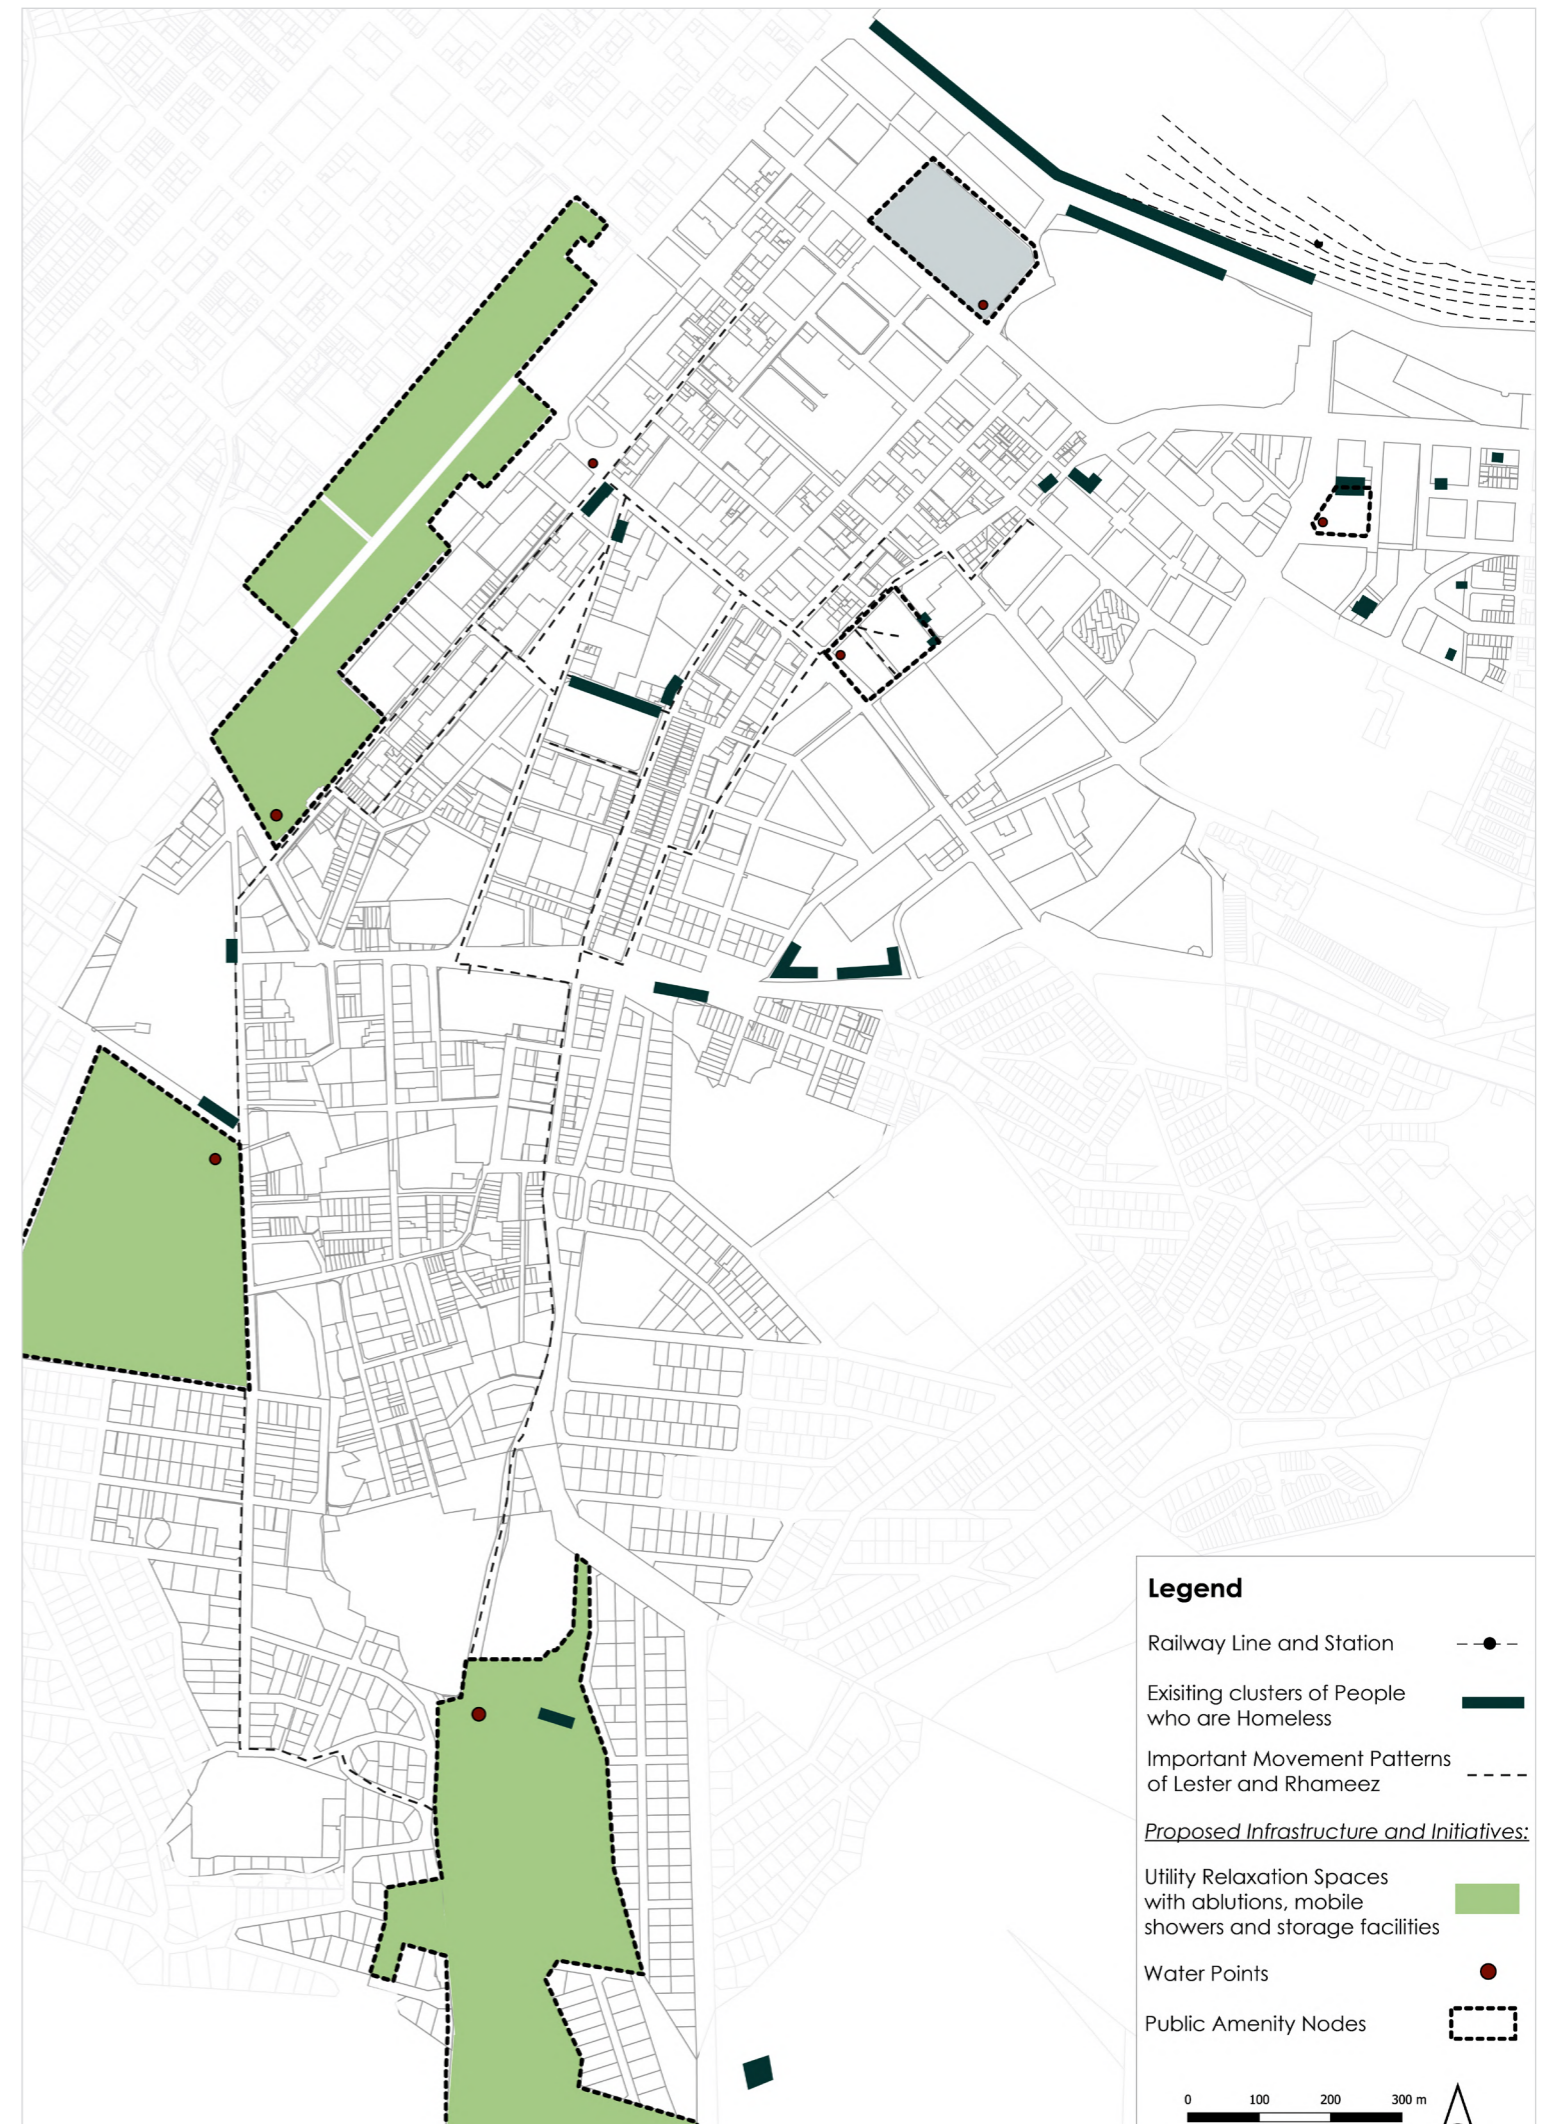 Legend
Railway Line and Station
Exisiting clusters of People
who are Homeless
Important Movement Patterns
of Lester and Rhameez
Proposed Infrastructure and Initiatives:
Utility Relaxation Spaces
with ablutions, mobile
showers and storage facilities
Water Points
Public Amenity Nodes
0 100 200 300 m